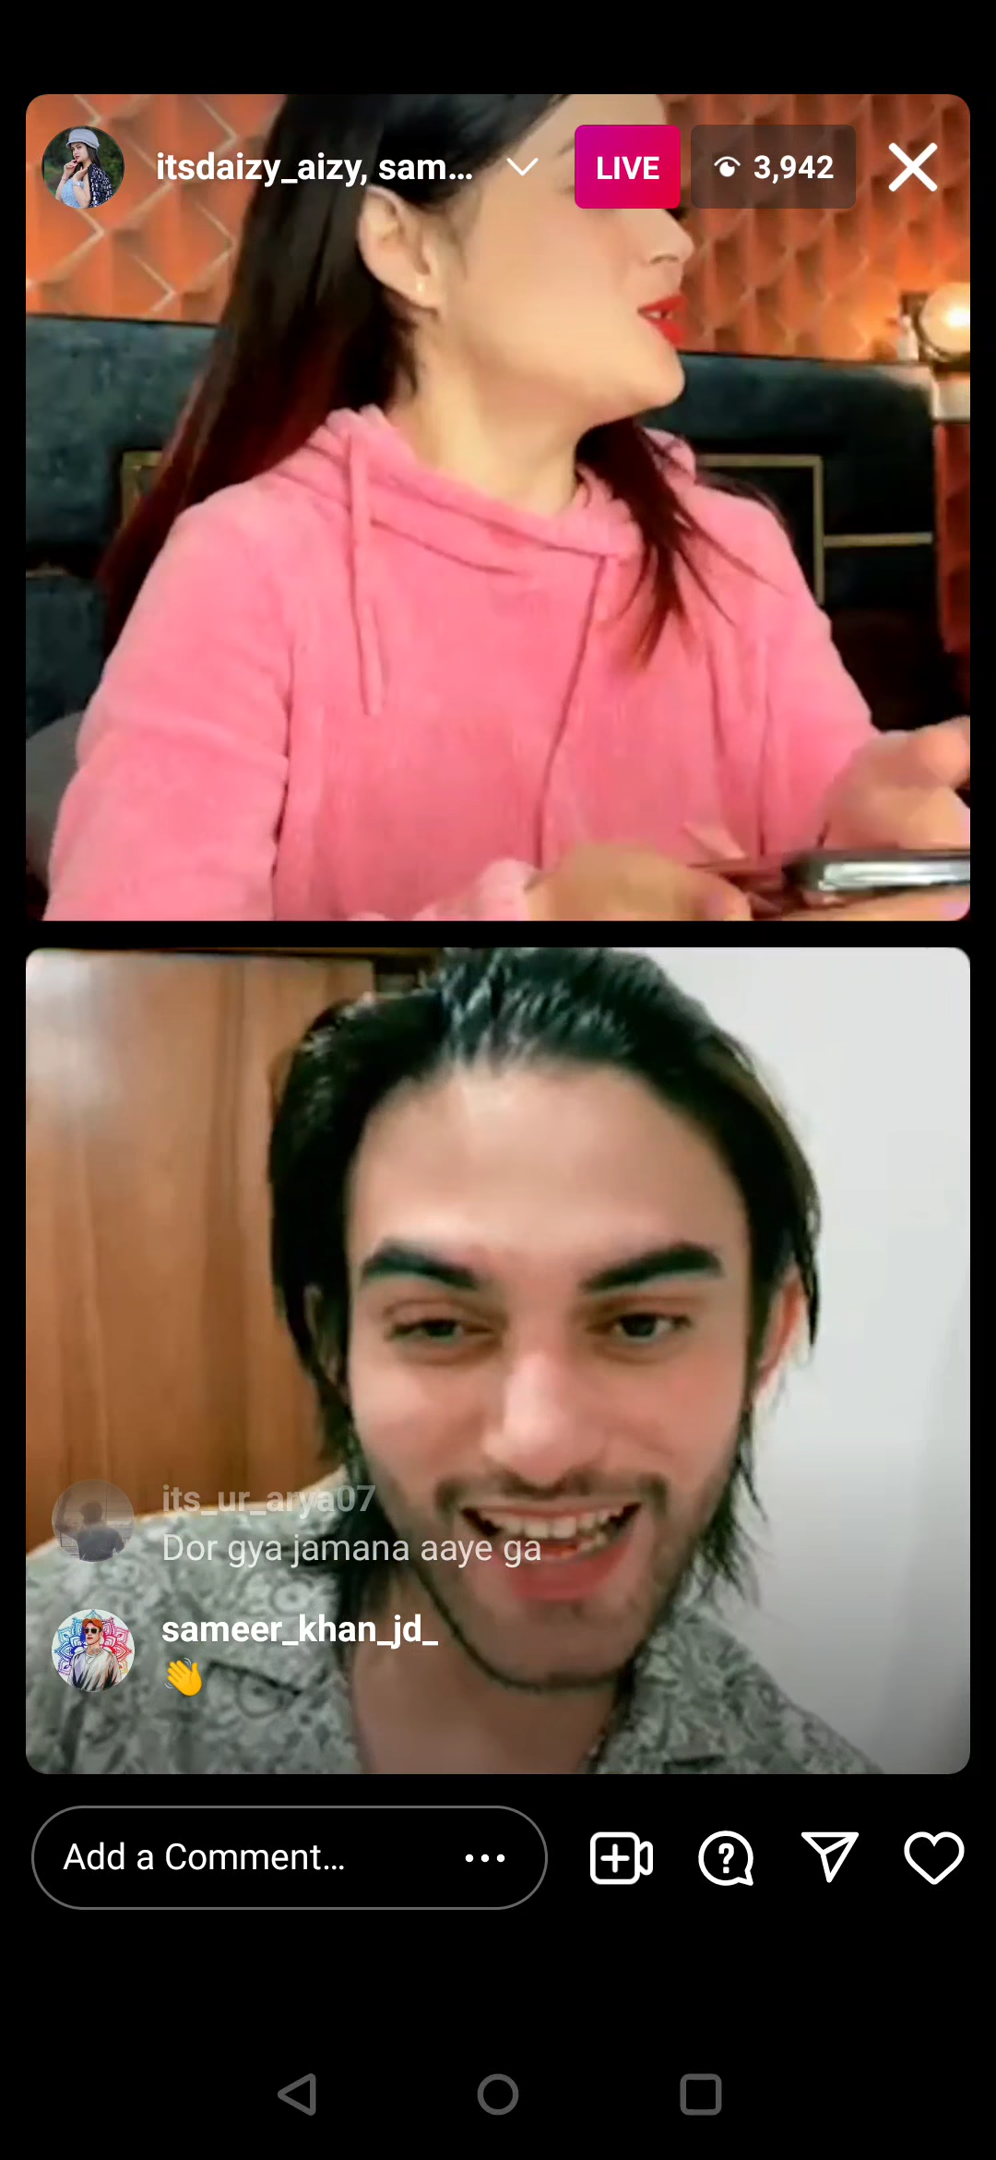 itsdaizy_aizy, sam...
LIVE
3,942
its_ur_arya07
Dor gya jamana aaye ga
sameer_khan_jd_
👋
Add a Comment...